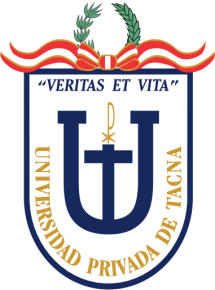 "VERITAS ET VITA"
UNIVERSIDAD PRIVADA DE TACNA